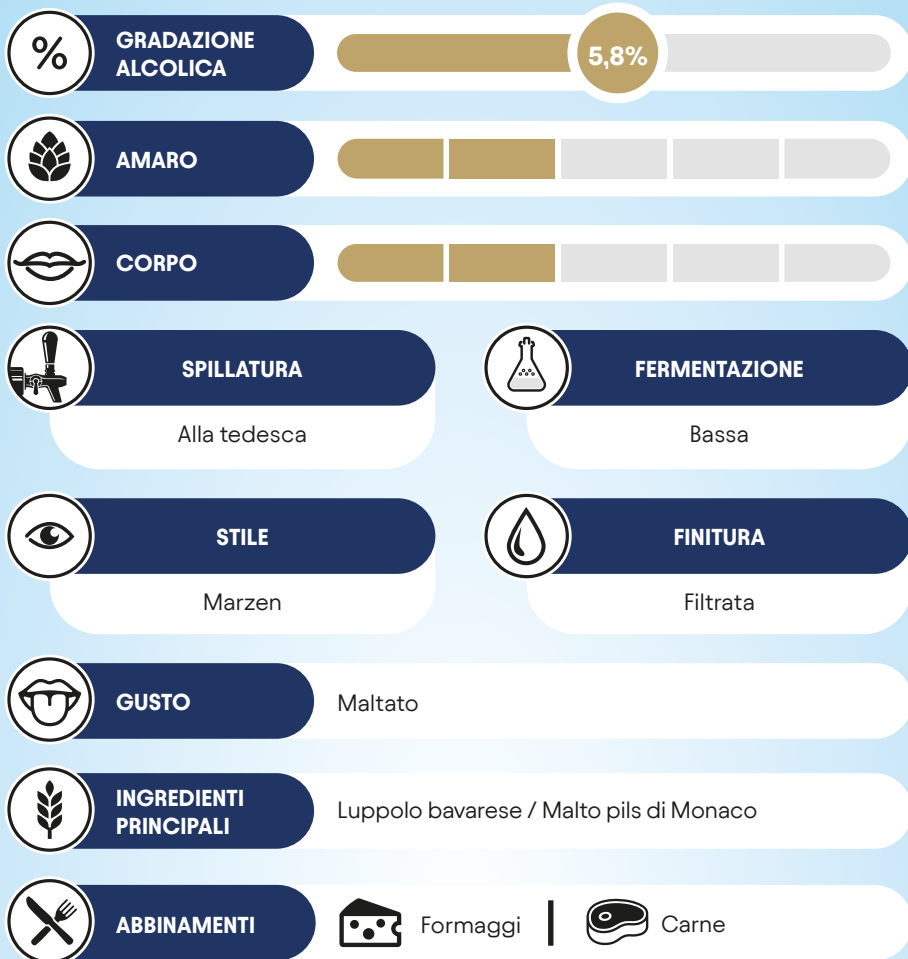 %
GRADAZIONE
ALCOLICA
5,8%
AMARO
CORPO
SPILLATURA
FERMENTAZIONE
Alla tedesca
Bassa
STILE
FINITURA
Marzen
Filtrata
GUSTO
Maltato
INGREDIENTI
PRINCIPALI
Luppolo bavarese / Malto pils di Monaco
ABBINAMENTI
Formaggi
Carne